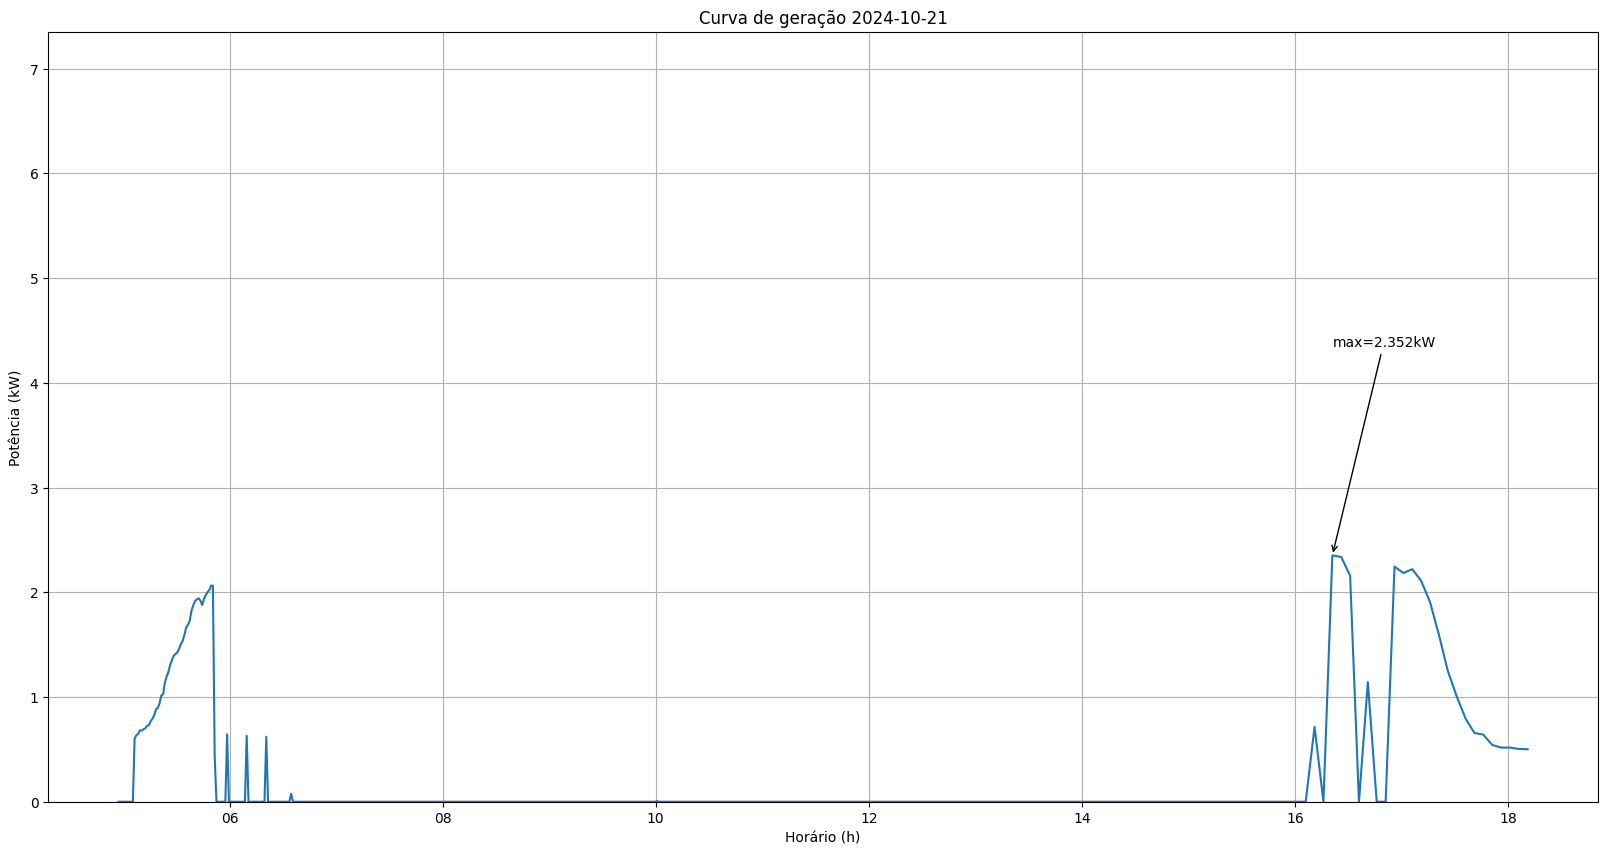 Curva de geração 2024-10-21
7
6
5
4
3
2
1
0
Potência (kW)
max=2.352kW
06 08 10 12 14 16 18
Horário (h)